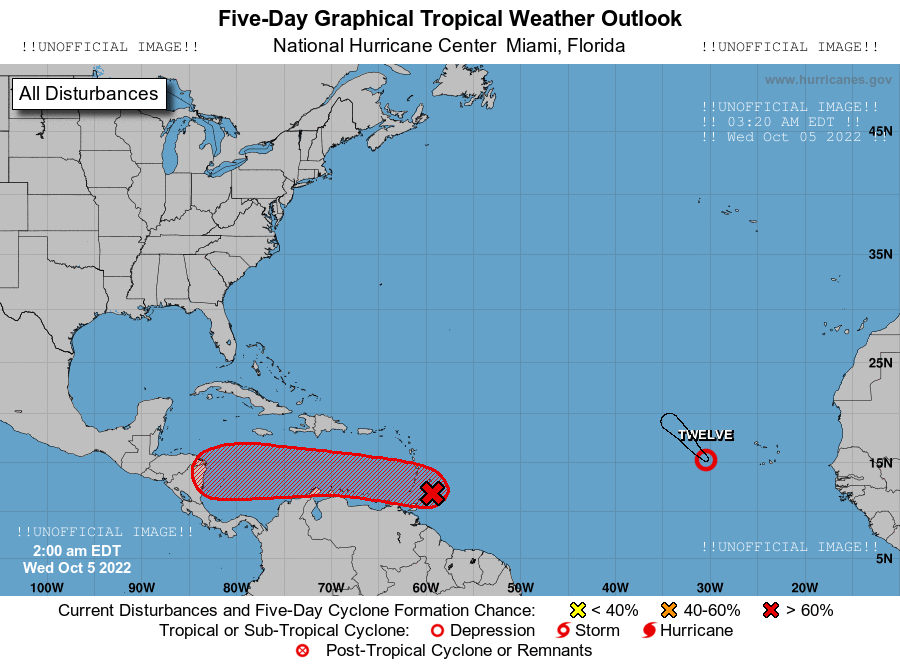 Five-Day Graphical Tropical Weather Outlook
!!UNOFFICIAL IMAGE!! National Hurricane Center Miami, Florida !!UNOFFICIAL IMAGE!!
www.hurricanes.gov
All Disturbances
!!UNOFFICIAL IMAGE!!
!! 03:20 AM EDT !!
!! Wed Oct 05 2022 !!
45N
35N
25N
TWELVE
15N
!!UNOFFICIAL IMAGE!!
!!UNOFFICIAL IMAGE!!
2:00 am EDT
5N
Wed Oct 5 2022
100W 90W 80W 70W 60W 50W 40W 30W 20W
Current Disturbances and Five-Day Cyclone Formation Chance: < 40% 40-60% > 60%
Tropical or Sub-Tropical Cyclone: Depression Storm Hurricane
Post-Tropical Cyclone or Remnants